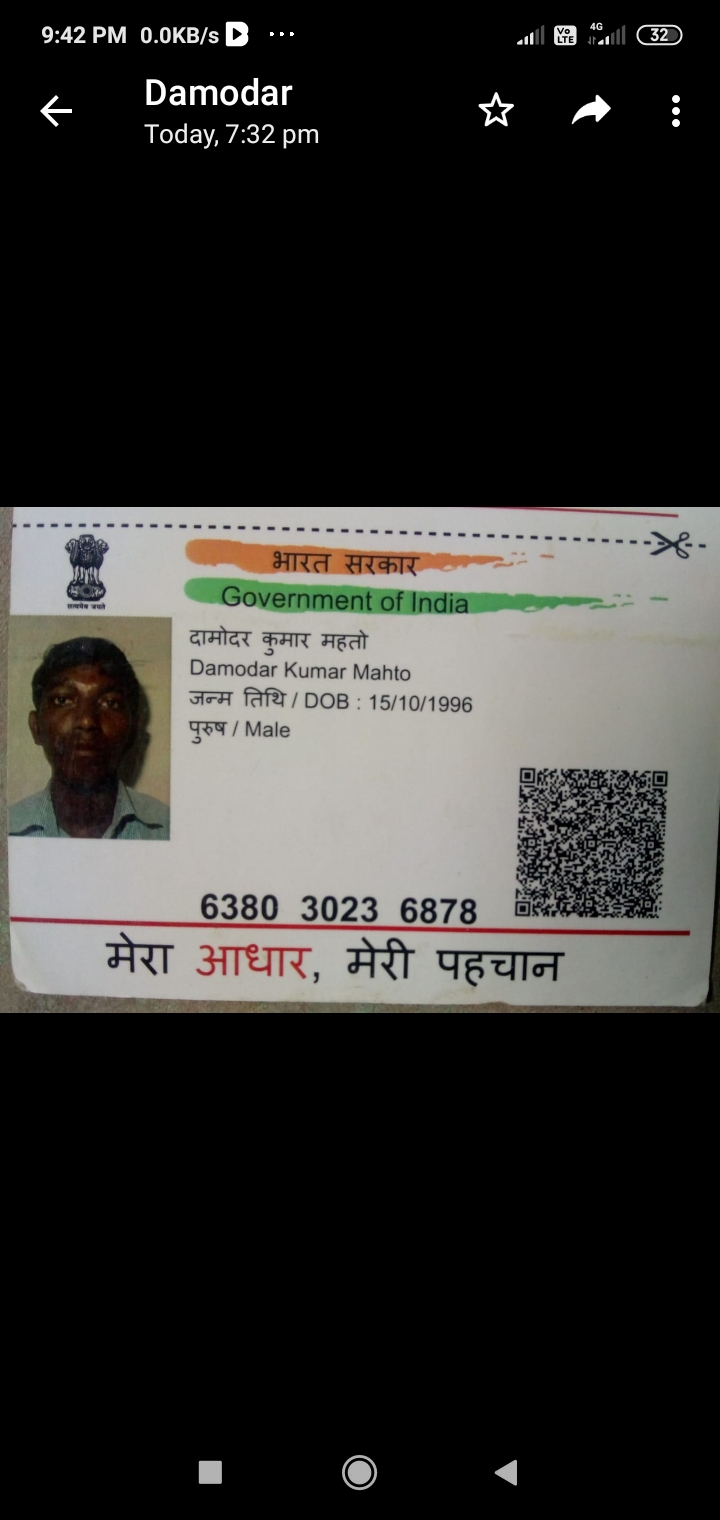 9:42 PM 0.0KB/s ... Vo LTE 4G 32
Damodar
Today, 7:32 pm
सत्यमेव जयते
भारत सरकार
Government of India
दामोदर कुमार महतो
Damodar Kumar Mahto
जन्म तिथि / DOB : 15/10/1996
पुरुष / Male
6380 3023 6878
मेरा आधार, मेरी पहचान